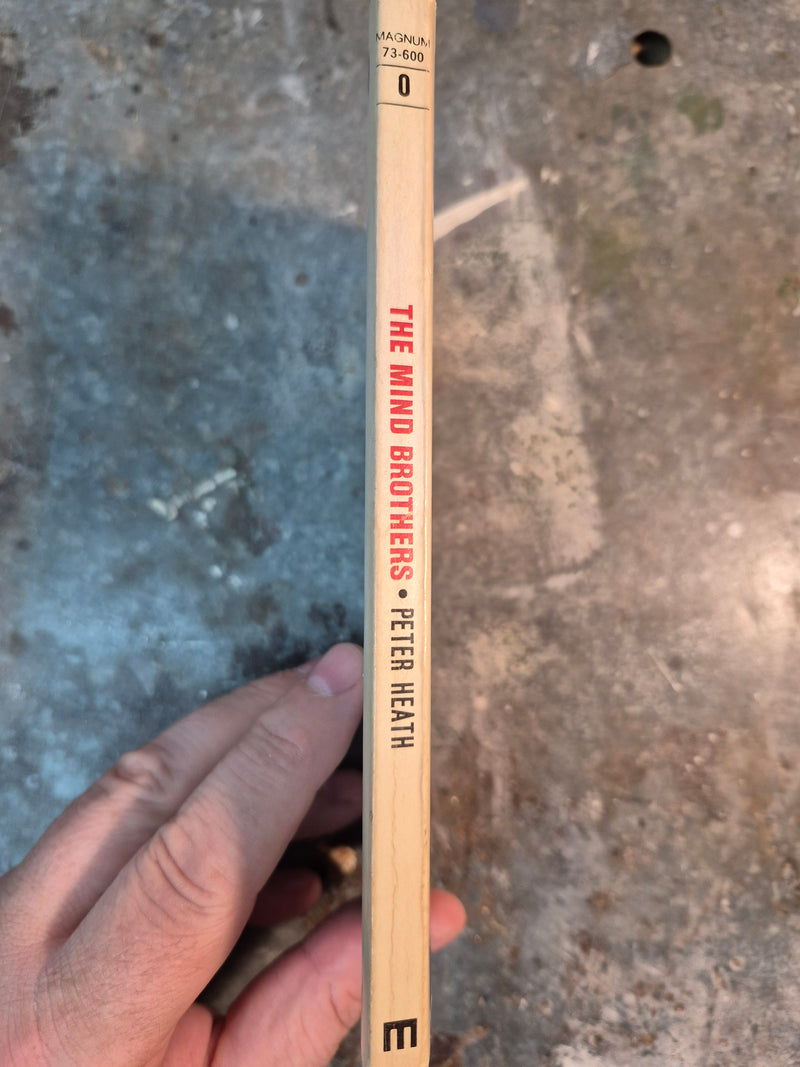 MAGNUM
73-600
0
THE MIND BROTHERS • PETER HEATH
m